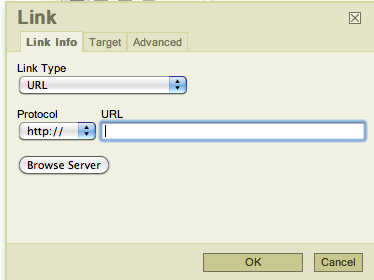 Link
Link Info Target Advanced
Link Type
URL
Protocol URL
http://
Browse Server
OK Cancel